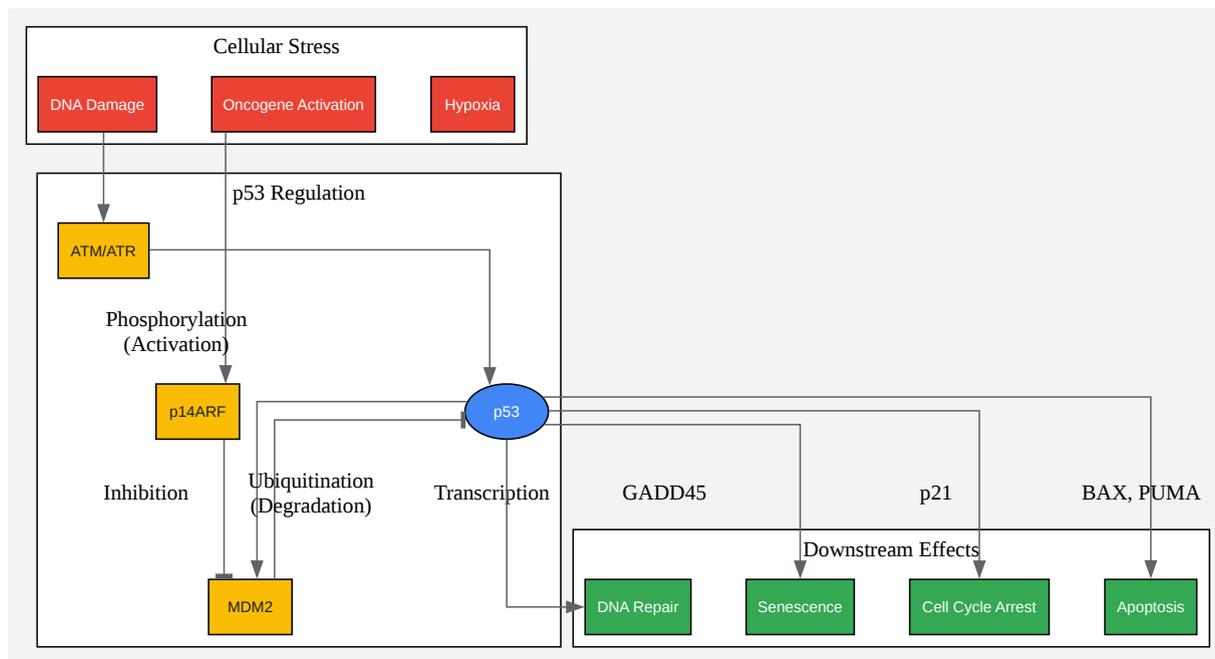 Cellular Stress
DNA Damage
Oncogene Activation
Hypoxia
p53 Regulation
ATM/ATR
Phosphorylation
(Activation)
p14ARF
p53
Inhibition
Ubiquitination
(Degradation)
Transcription
GADD45
p21
BAX, PUMA
Downstream Effects
MDM2
DNA Repair
Senescence
Cell Cycle Arrest
Apoptosis